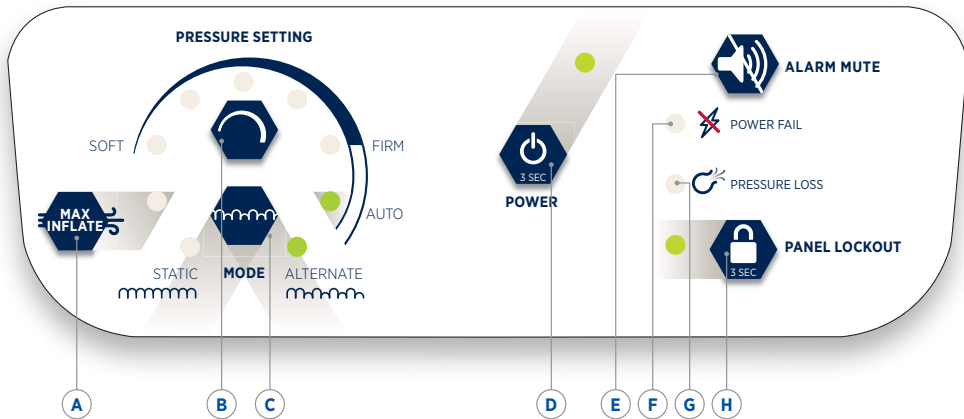 PRESSURE SETTING
SOFT
FIRM
AUTO
MAX
INFLATE
STATIC
MODE
ALTERNATE
3 SEC
POWER
ALARM MUTE
POWER FAIL
PRESSURE LOSS
PANEL LOCKOUT
3 SEC
A
B
C
D
E
F
G
H